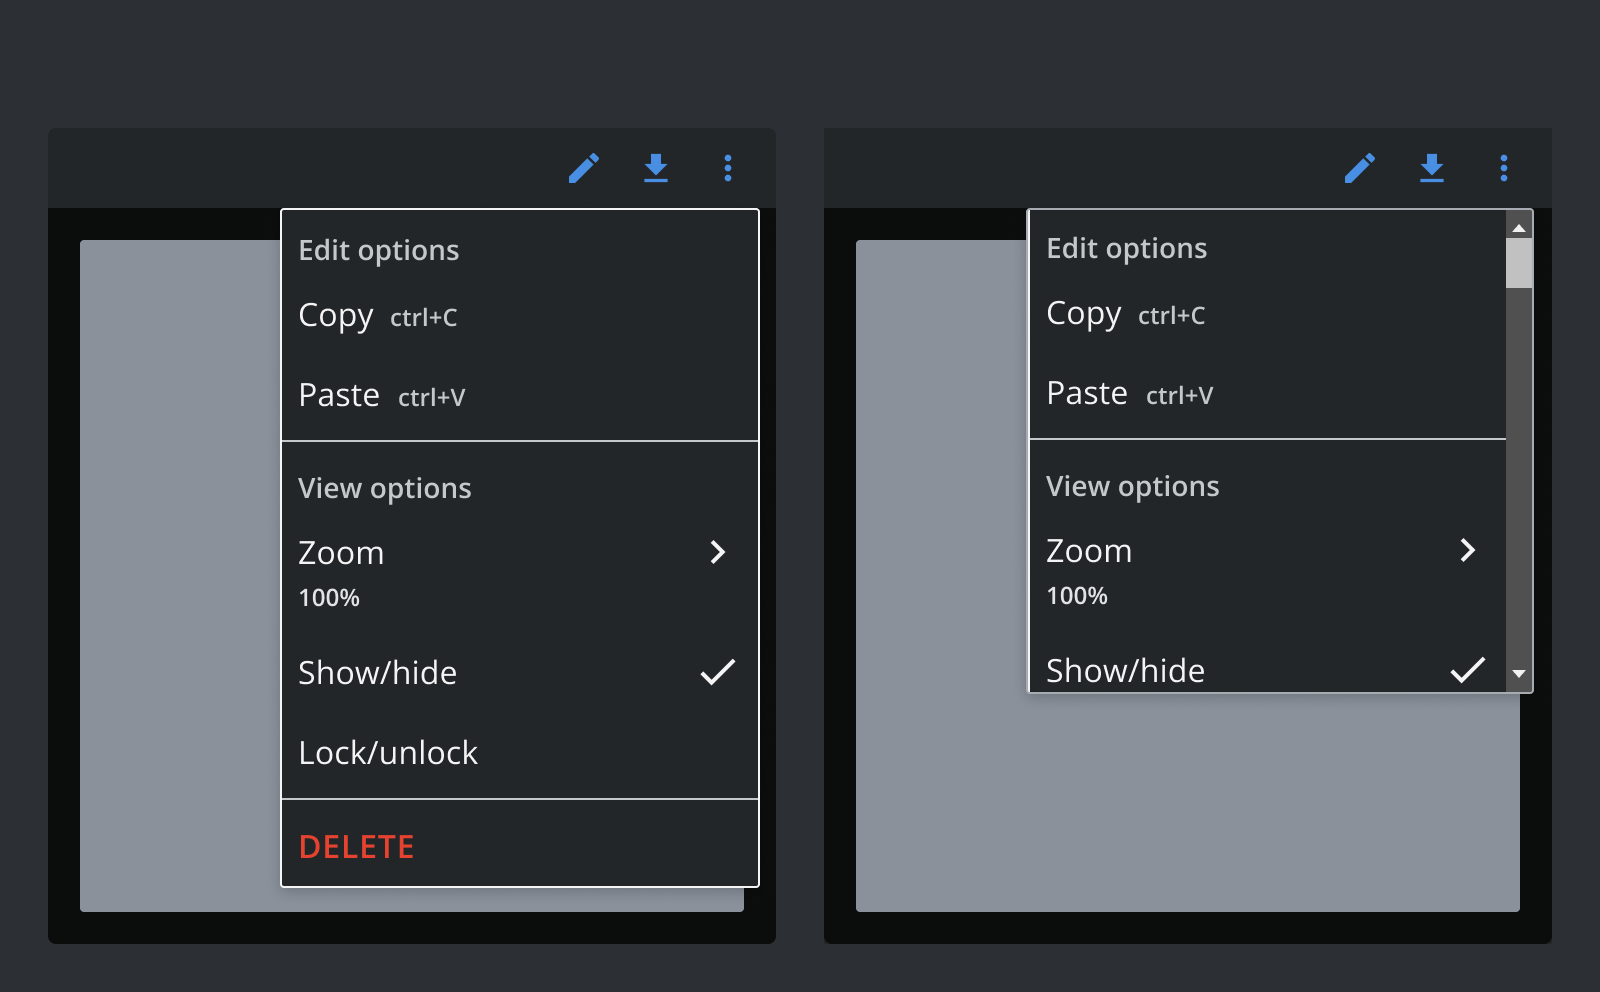 Edit options
Copy ctrl+C
Paste ctrl+V
View options
Zoom
100%
Show/hide
Lock/unlock
DELETE
Edit options
Copy ctrl+C
Paste ctrl+V
View options
Zoom
100%
Show/hide